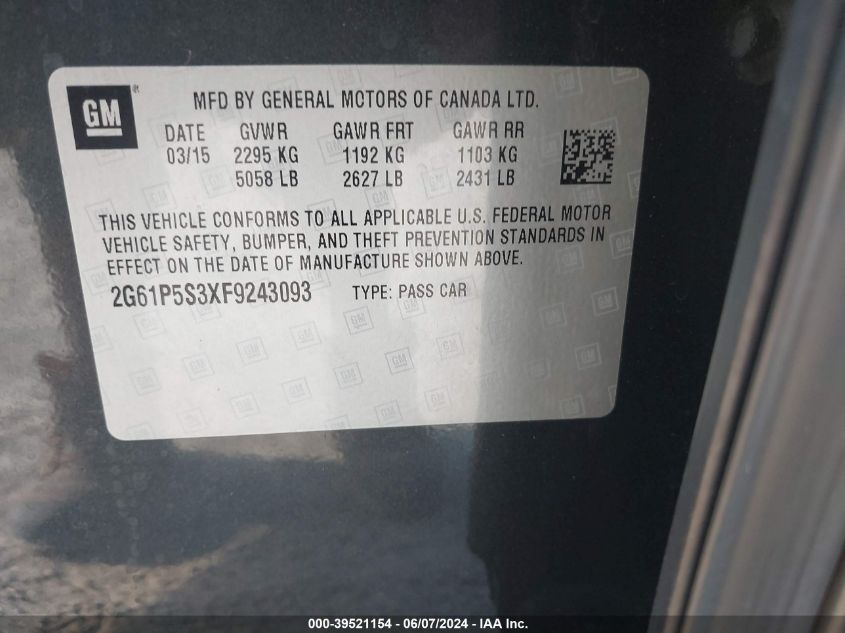 GM
MFD BY GENERAL MOTORS OF CANADA LTD.
DATE GVWR GAWR FRT GAWR RR
03/15 2295 KG 1192 KG 1103 KG
5058 LB 2627 LB 2431 LB
THIS VEHICLE CONFORMS TO ALL APPLICABLE U.S. FEDERAL MOTOR
VEHICLE SAFETY, BUMPER, AND THEFT PREVENTION STANDARDS IN
EFFECT ON THE DATE OF MANUFACTURE SHOWN ABOVE.
2G61P5S3XF9243093 TYPE: PASS CAR
000-39521154 - 06/07/2024 - IAA Inc.